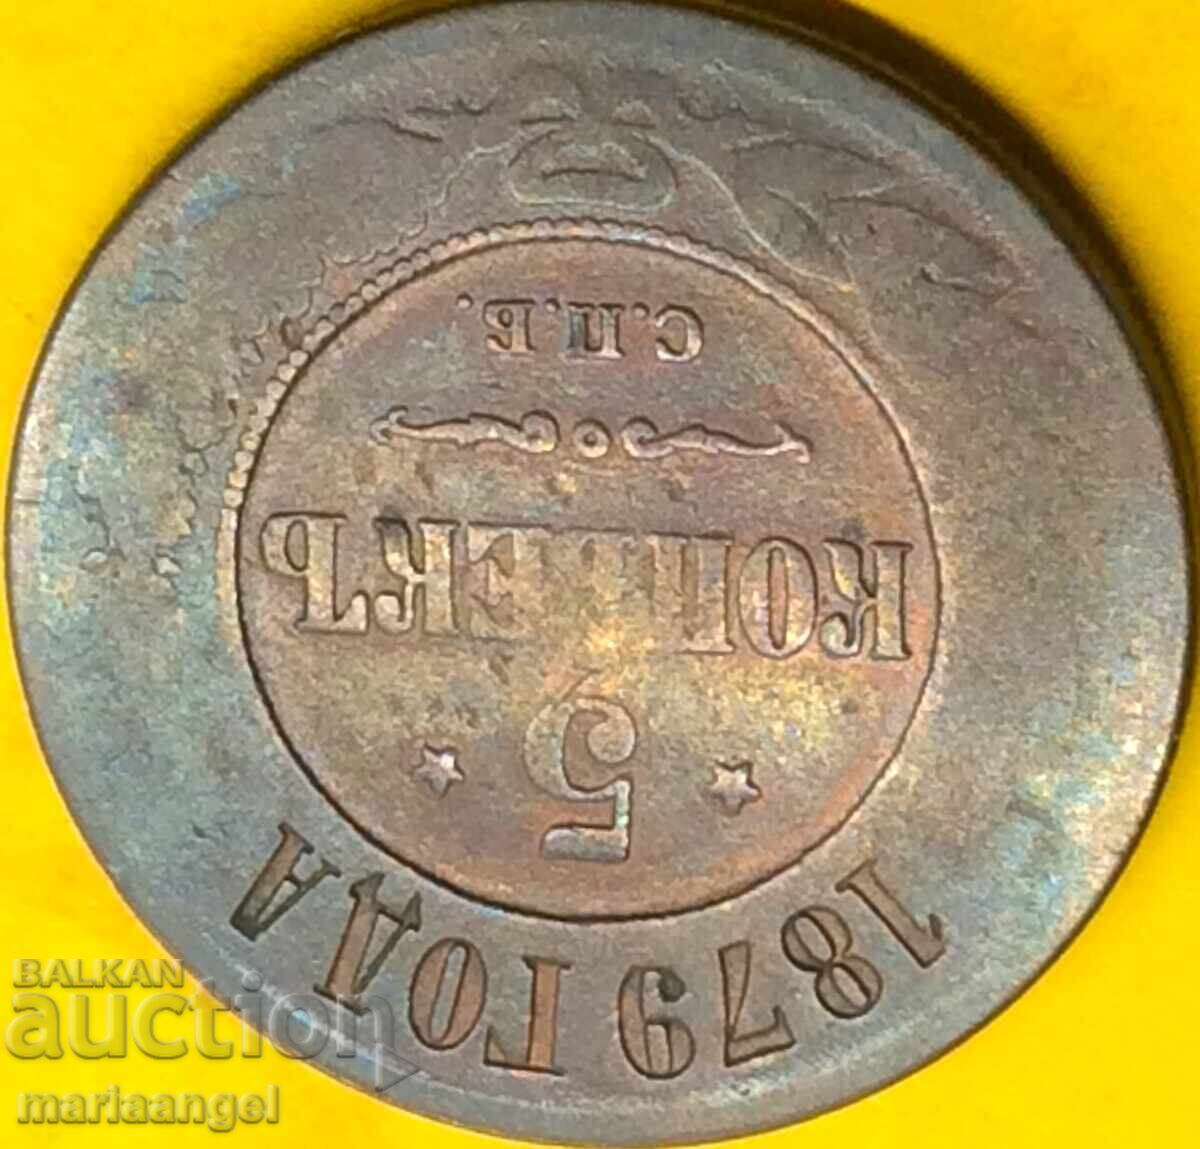 С.П.Б.
КОПѢЕКЪ
5
1879 ГОДА
BALKAN
auction
mariaangel